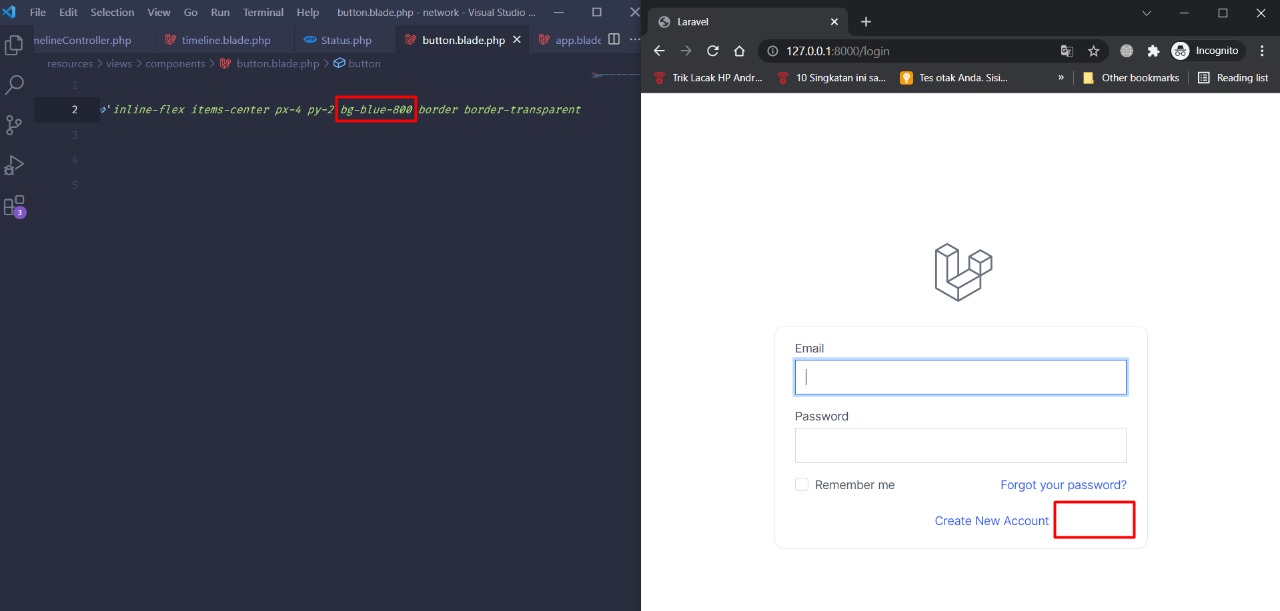 File Edit Selection View Go Run Terminal Help button.blade.php - network - Visual Studio ...
nelineController.php timeline.blade.php Status.php button.blade.php app.blade ...
resources > views > components > button.blade.php > button
1
2 'inline-flex items-center px-4 py-2 bg-blue-800 border border-transparent
3
4
5
3
Laravel
127.0.0.1:8000/login Incognito
Trik Lacak HP Andr... 10 Singkatan ini sa... Tes otak Anda. Sisi... » Other bookmarks Reading list
Email
Password
Remember me Forgot your password?
Create New Account